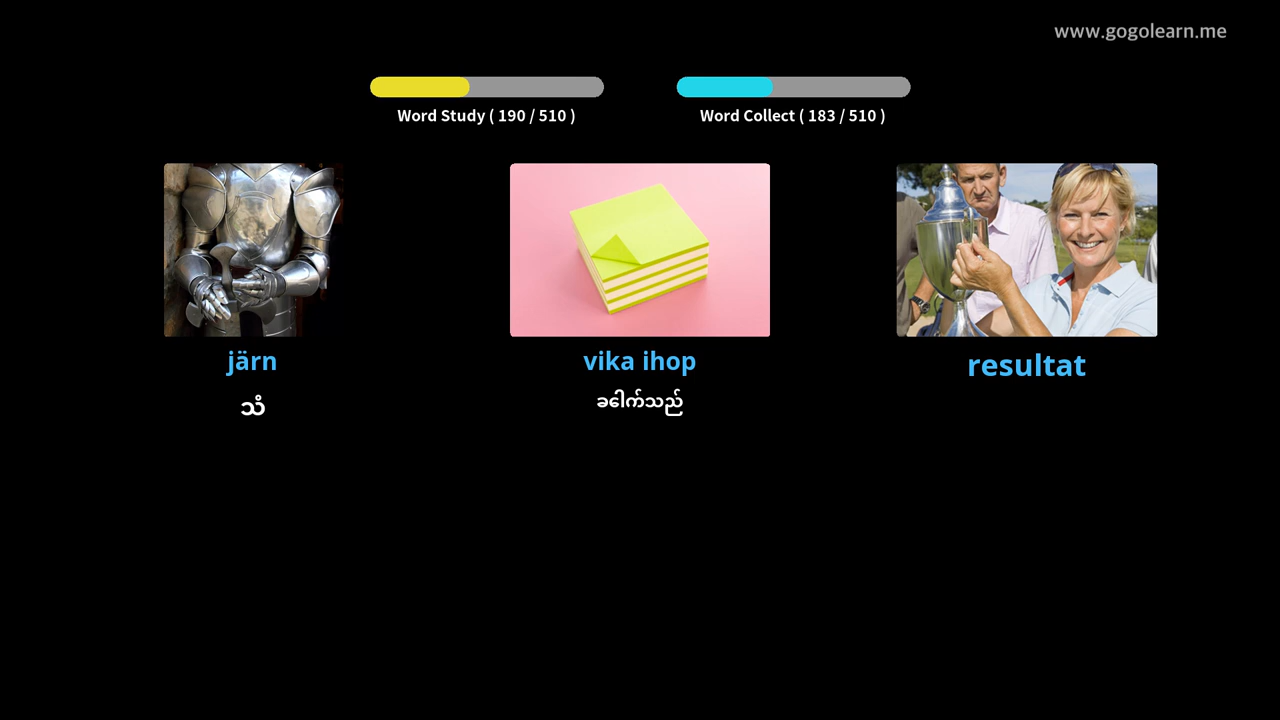 www.gogolearn.me
Word Study ( 190 / 510 )
Word Collect ( 183 / 510 )
järn
vika ihop
resultat
သံ
ခေါက်သည်